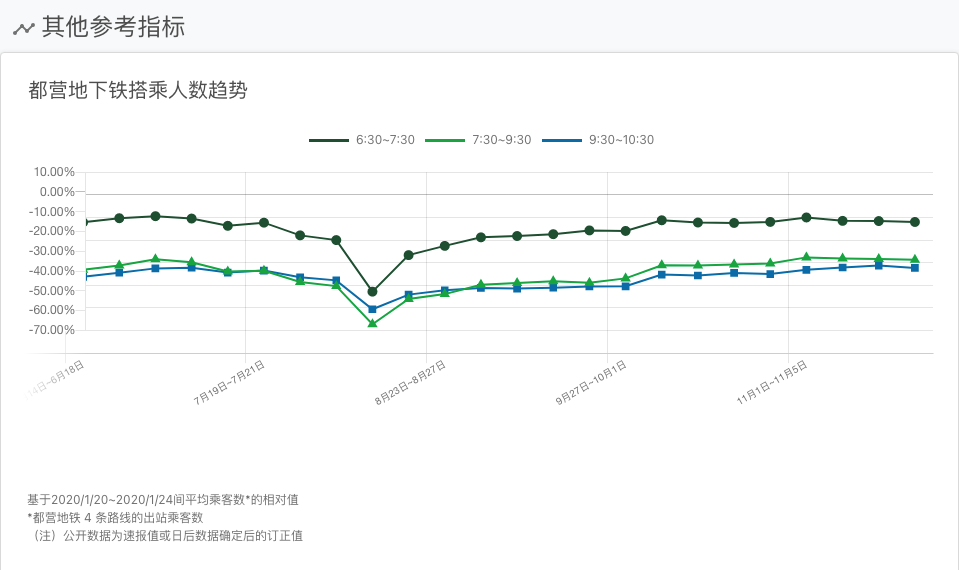 其他参考指标
都营地下铁搭乘人数趋势
6:30~7:30 7:30~9:30 9:30~10:30
10.00%
0.00%
-10.00%
-20.00%
-30.00%
-40.00%
-50.00%
-60.00%
-70.00%
14日~6月18日 7月19日~7月21日 8月23日~8月27日 9月27日~10月1日 11月1日~11月5日
基于2020/1/20~2020/1/24间平均乘客数*的相对值
*都营地铁 4 条路线的出站乘客数
（注）公开数据为速报值或日后数据确定后的订正值